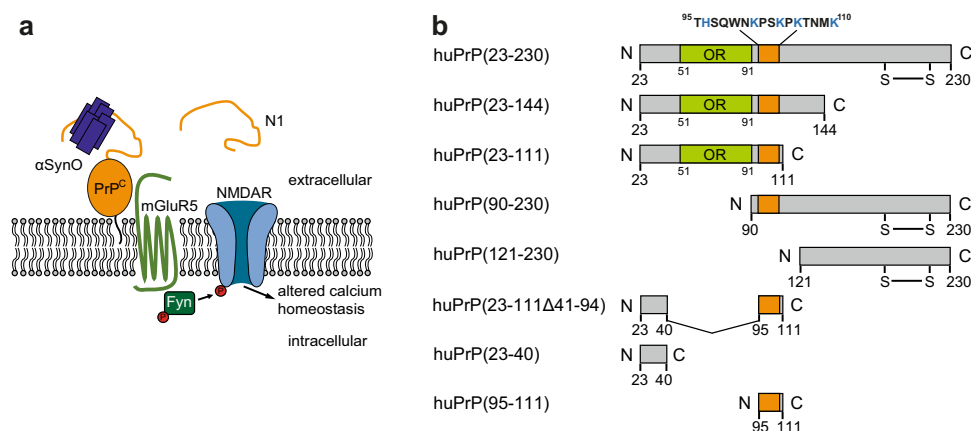 a
αSynO
N1
PrPᶜ
mGluR5
NMDAR
extracellular
Fyn
P
P
altered calcium
homeostasis
intracellular
b
⁹⁵THSQWNKPSKPKTNMK¹¹⁰
huPrP(23-230)
N OR C
23 51 91 S S 230
huPrP(23-144)
N OR C
23 51 91 144
huPrP(23-111)
N OR C
23 51 91 111
huPrP(90-230)
N C
90 S S 230
huPrP(121-230)
N C
121 S S 230
huPrP(23-111Δ41-94)
N C
23 40 95 111
huPrP(23-40)
N C
23 40
huPrP(95-111)
N C
95 111